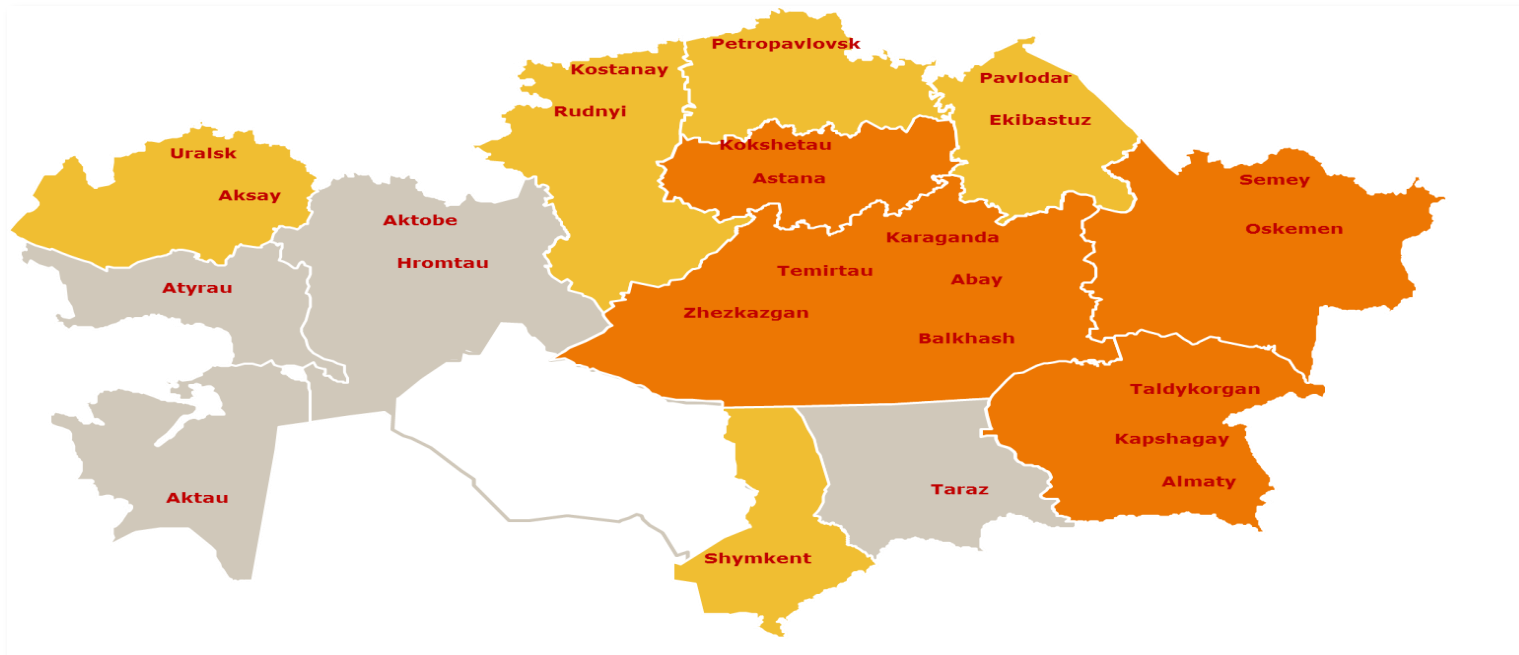 Petropavlovsk
Kostanay
Pavlodar
Rudnyi
Ekibastuz
Kokshetau
Uralsk
Astana
Semey
Aksay
Aktobe
Oskemen
Karaganda
Hromtau
Temirtau
Abay
Atyrau
Zhezkazgan
Balkhash
Taldykorgan
Kapshagay
Almaty
Taraz
Aktau
Shymkent